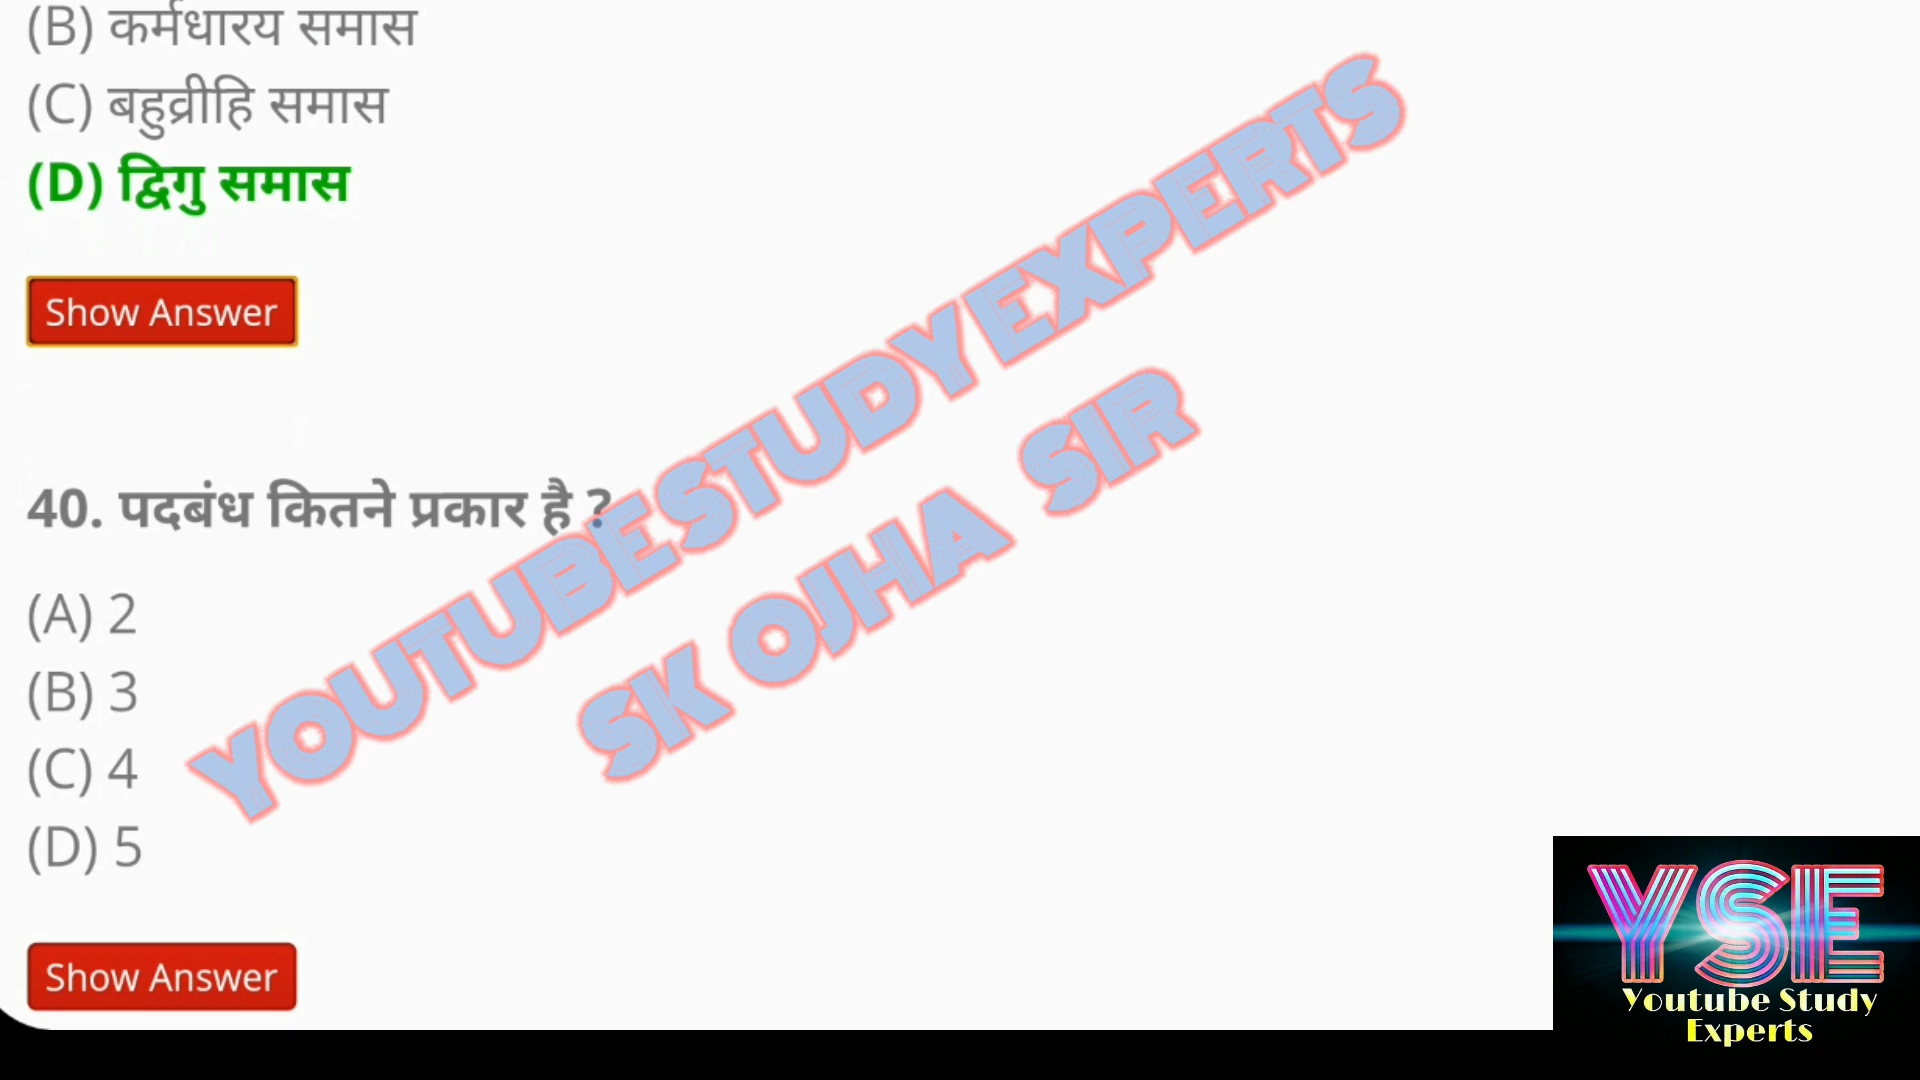 (B) कर्मधारय समास
(C) बहुव्रीहि समास
(D) द्विगु समास
Show Answer
40. पदबंध कितने प्रकार है ?
(A) 2
(B) 3
(C) 4
(D) 5
Show Answer
YOUTUBESTUDYEXPERTS
SK OJHA SIR
YSE
Youtube Study
Experts